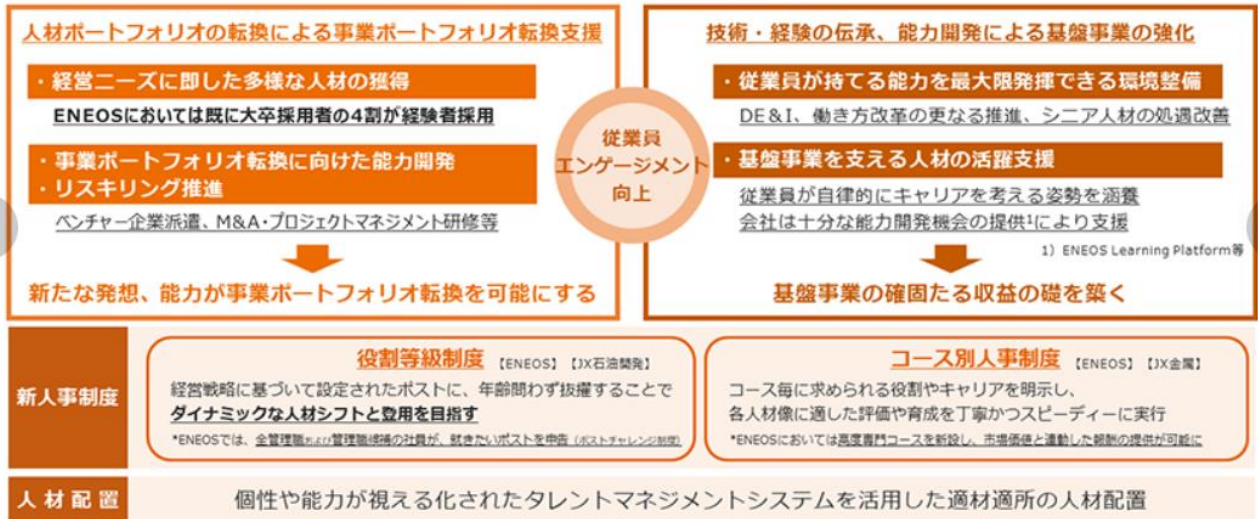 人材ポートフォリオの転換による事業ポートフォリオ転換支援
・経営ニーズに即した多様な人材の獲得
ENEOSにおいては既に大卒採用者の4割が経験者採用
・事業ポートフォリオ転換に向けた能力開発
・リスキリング推進
ベンチャー企業派遣、M&A・プロジェクトマネジメント研修等
新たな発想、能力が事業ポートフォリオ転換を可能にする
従業員
エンゲージメント
向上
技術・経験の伝承、能力開発による基盤事業の強化
・従業員が持てる能力を最大限発揮できる環境整備
DE&I、働き方改革の更なる推進、シニア人材の処遇改善
・基盤事業を支える人材の活躍支援
従業員が自律的にキャリアを考える姿勢を涵養
会社は十分な能力開発機会の提供¹により支援
1）ENEOS Learning Platform等
基盤事業の確固たる収益の礎を築く
新人事制度
役割等級制度 【ENEOS】【JX石油開発】
経営戦略に基づいて設定されたポストに、年齢問わず抜擢することで
ダイナミックな人材シフトと登用を目指す
*ENEOSでは、全管理職および管理職候補の社員が、就きたいポストを申告（ポストチャレンジ制度）
コース別人事制度 【ENEOS】【JX金属】
コース毎に求められる役割やキャリアを明示し、
各人材像に適した評価や育成を丁寧かつスピーディーに実行
*ENEOSにおいては高度専門コースを新設し、市場価値と連動した報酬の提供が可能に
人材配置
個性や能力が視える化されたタレントマネジメントシステムを活用した適材適所の人材配置